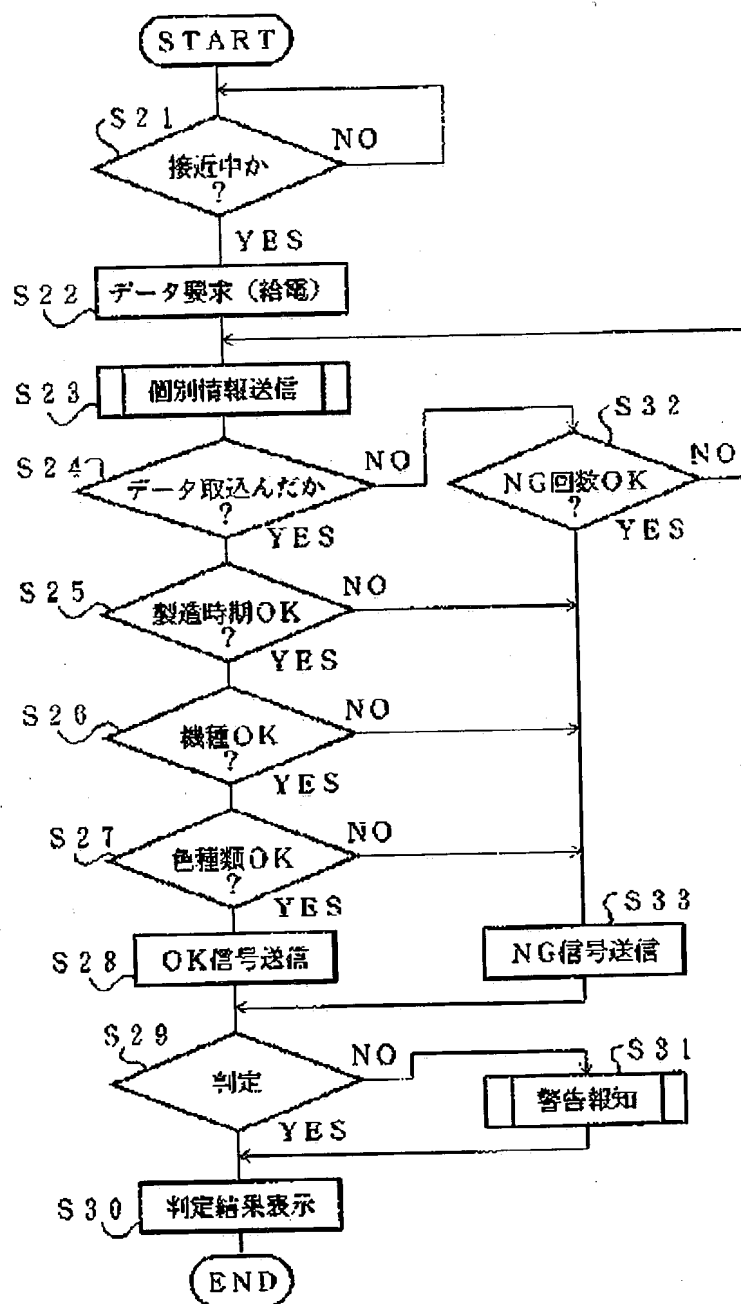 START
S21
接近中か
?
NO
YES
S22
データ要求（給電）
S23
個別情報送信
S24
データ取込んだか
?
NO
YES
S32
NG回数OK
?
NO
YES
S25
製造時期OK
?
NO
YES
S26
機種OK
?
NO
YES
S27
色種類OK
?
NO
YES
S28
OK信号送信
S33
NG信号送信
S29
判定
NO
YES
S31
警告報知
S30
判定結果表示
END